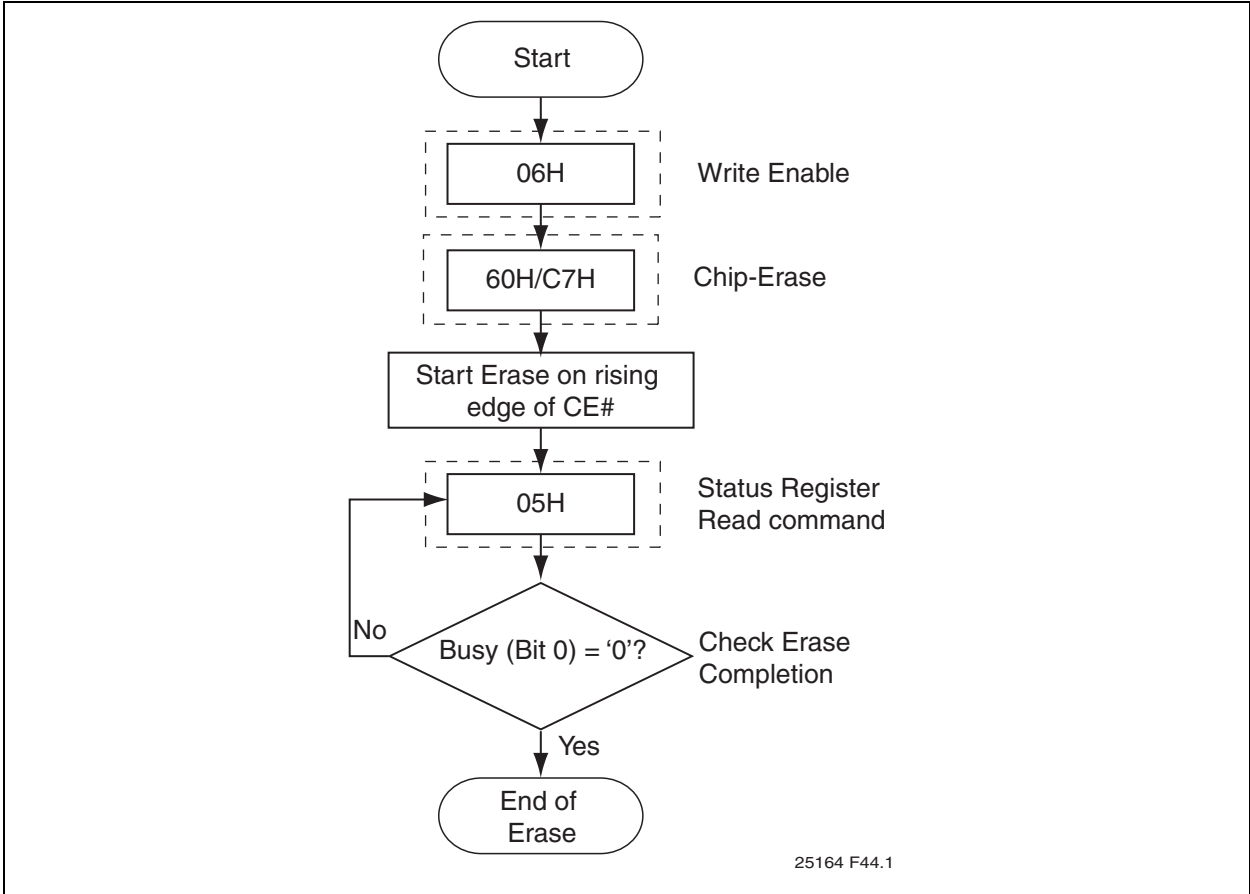 Start
06H
Write Enable
60H/C7H
Chip-Erase
Start Erase on rising
edge of CE#
05H
Status Register
Read command
No
Busy (Bit 0) = ‘0’?
Check Erase
Completion
Yes
End of
Erase
25164 F44.1